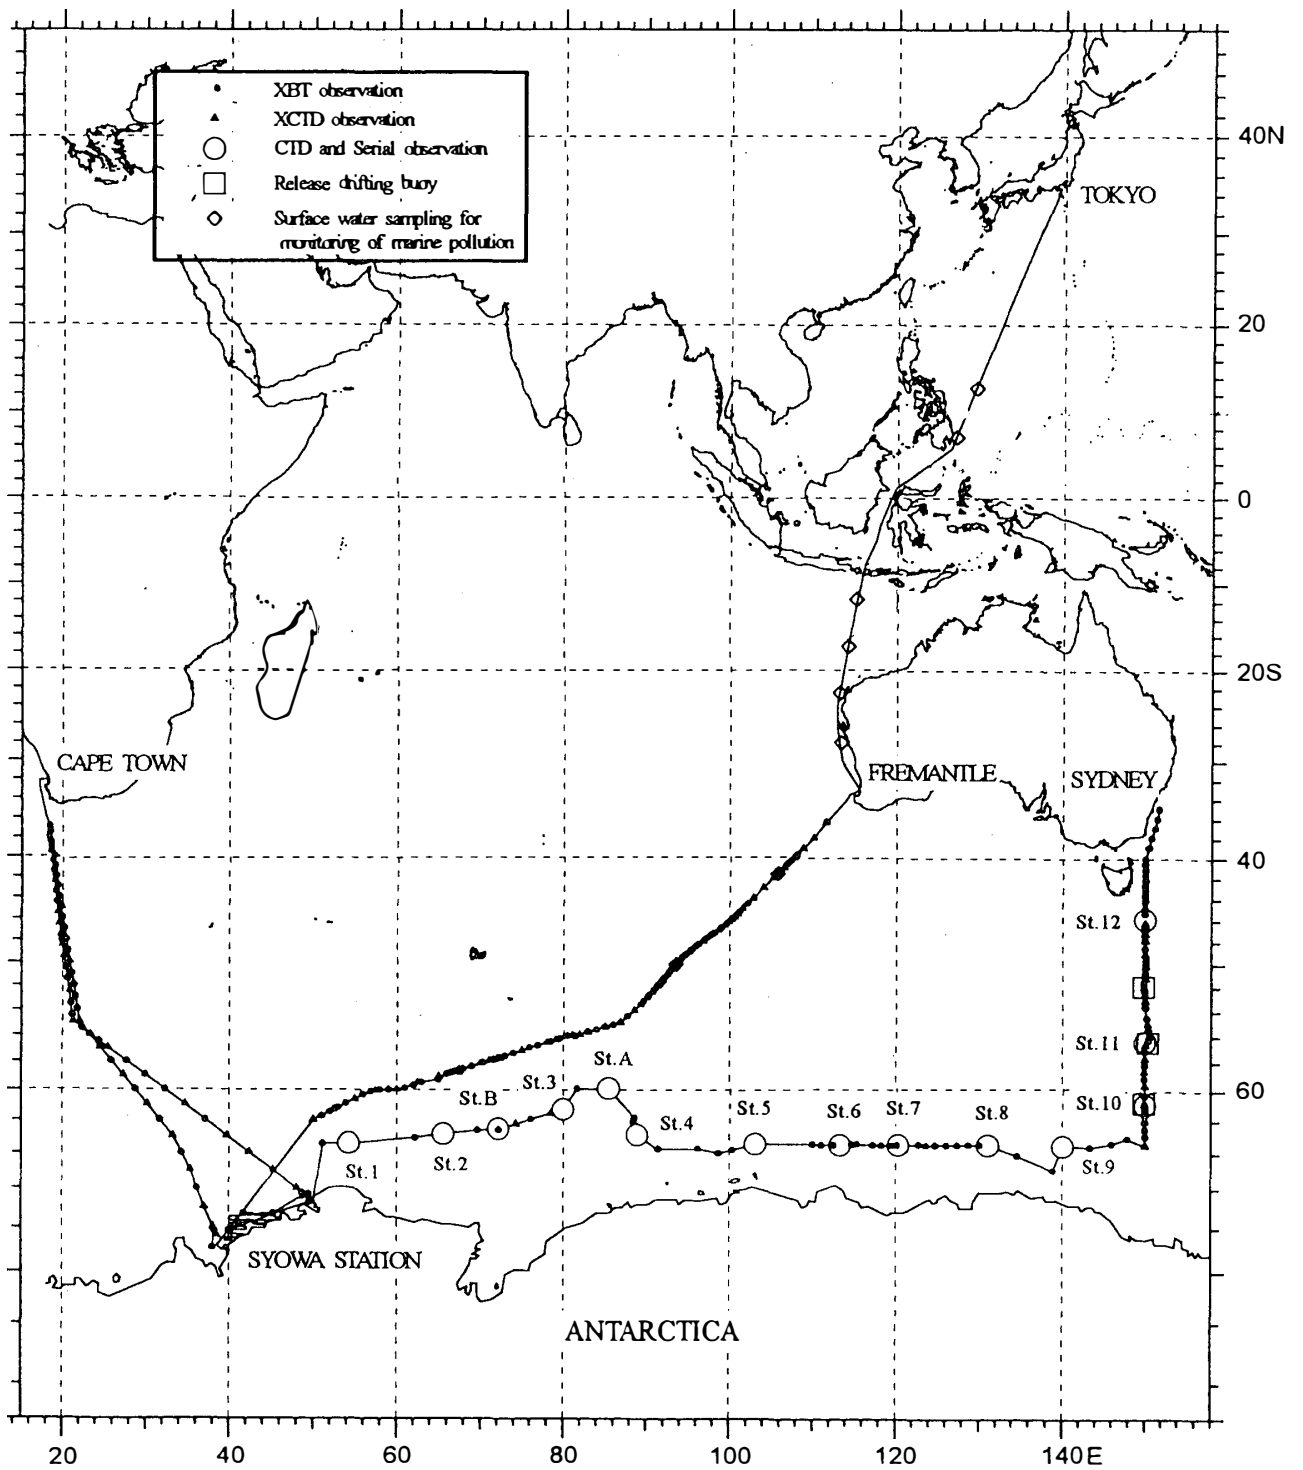 XBT observation
XCTD observation
CTD and Serial observation
Release drifting buoy
Surface water sampling for
monitoring of marine pollution
40N
TOKYO
20
0
20S
CAPE TOWN
FREMANTLE
SYDNEY
40
St.12
St.11
St.A
St.3
60
St.B
St.10
St.5
St.6
St.7
St.8
St.4
St.1
St.2
St.9
SYOWA STATION
ANTARCTICA
20
40
60
80
100
120
140E